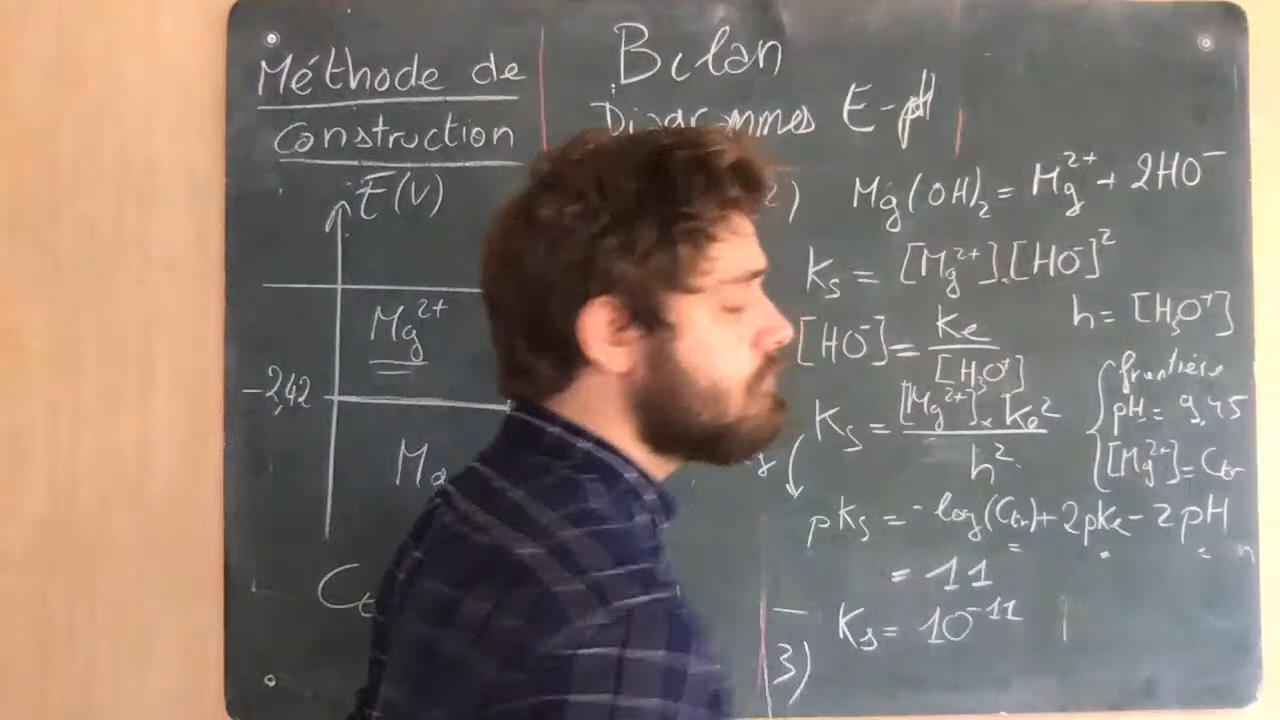 Méthode de
construction
E(V)
Mg²⁺
-2,42
Bilan
Diagrammes E-pH
2) Mg(OH)₂ = Mg²⁺ + 2HO⁻
Ks = [Mg²⁺].[HO⁻]²
h = [H₃O⁺]
[HO⁻] = Ke / [H₃O⁺]
Ks = [Mg²⁺] × Ke² / h²
frontière
pH = 9,45
[Mg²⁺] = Ctr
pKs = -log(Ctr) + 2pKe - 2pH
= 11
Ks = 10⁻¹¹
3)